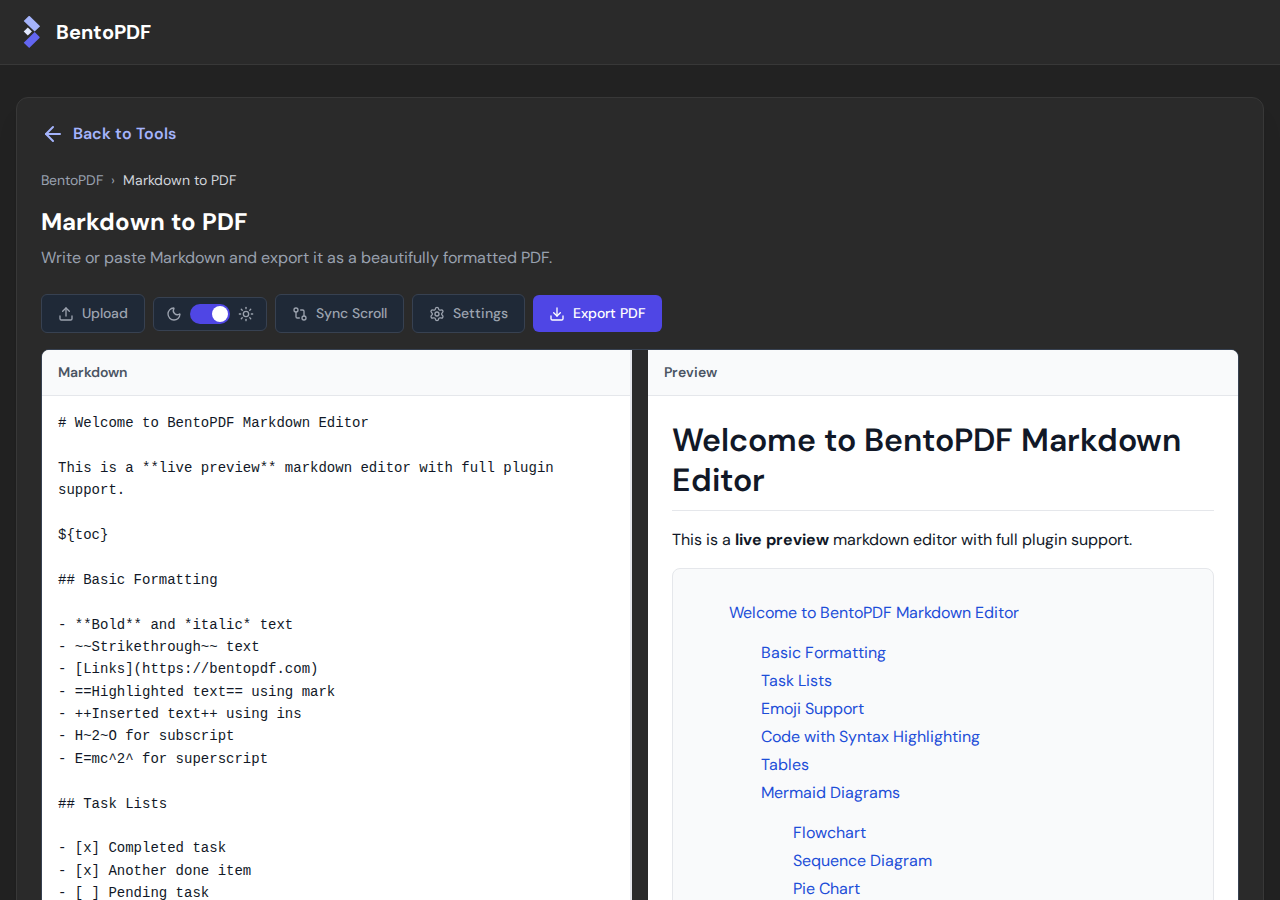 BentoPDF
Back to Tools
BentoPDF › Markdown to PDF
Markdown to PDF
Write or paste Markdown and export it as a beautifully formatted PDF.
Upload
Sync Scroll
Settings
Export PDF
Markdown
# Welcome to BentoPDF Markdown Editor
This is a **live preview** markdown editor with full plugin
support.
${toc}
## Basic Formatting
- **Bold** and *italic* text
- ~~Strikethrough~~ text
- [Links](https://bentopdf.com)
- ==Highlighted text== using mark
- ++Inserted text++ using ins
- H~2~O for subscript
- E=mc^2^ for superscript
## Task Lists
- [x] Completed task
- [x] Another done item
- [ ] Pending task
Preview
Welcome to BentoPDF Markdown
Editor
This is a live preview markdown editor with full plugin support.
Welcome to BentoPDF Markdown Editor
Basic Formatting
Task Lists
Emoji Support
Code with Syntax Highlighting
Tables
Mermaid Diagrams
Flowchart
Sequence Diagram
Pie Chart